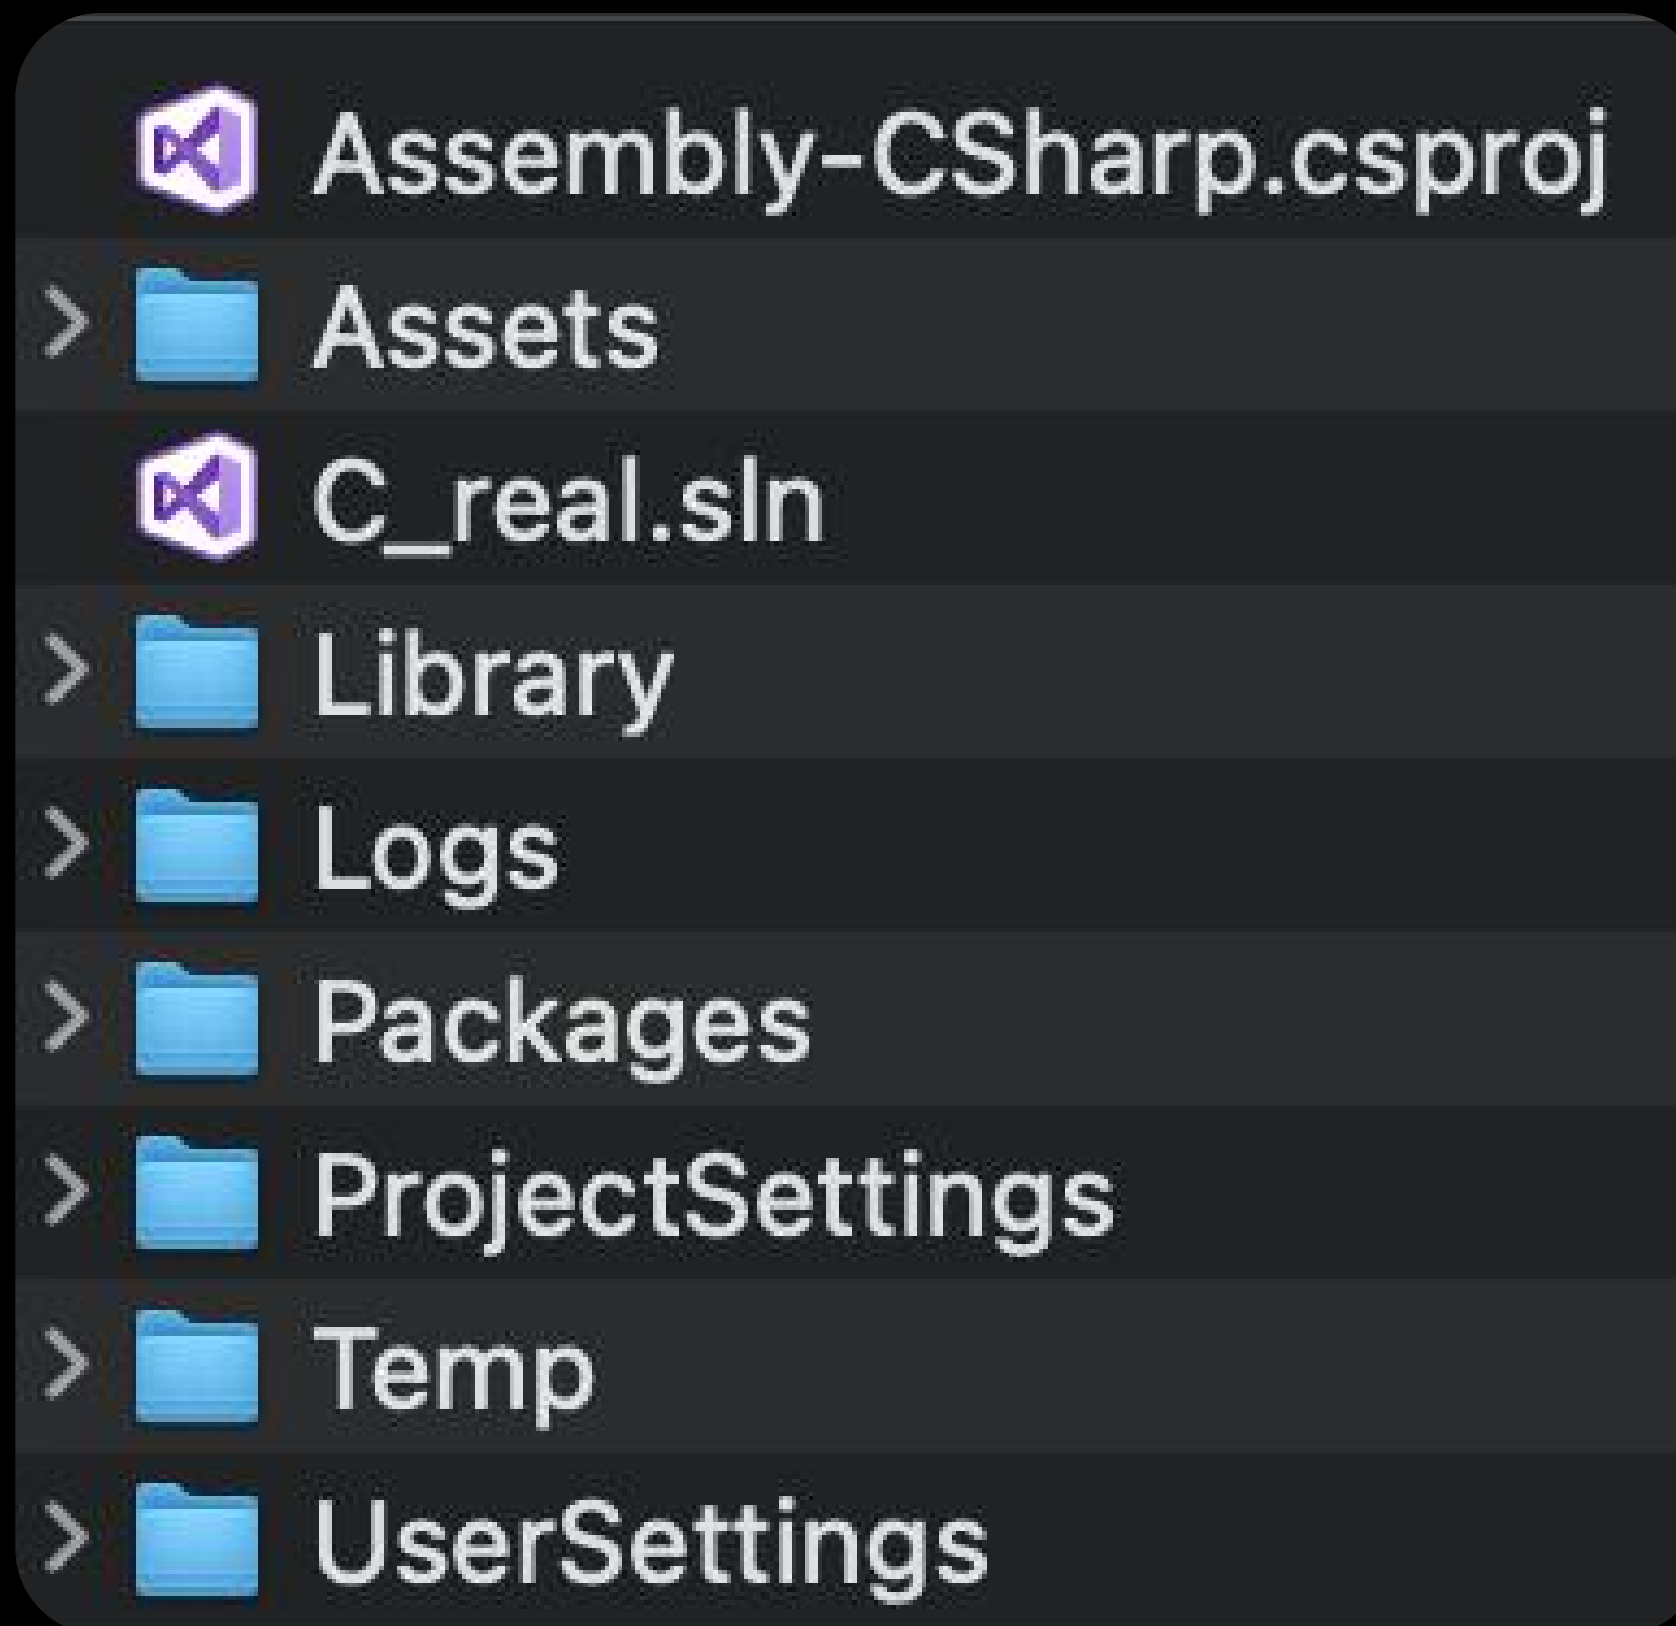 Assembly-CSharp.csproj
Assets
C_real.sln
Library
Logs
Packages
ProjectSettings
Temp
UserSettings